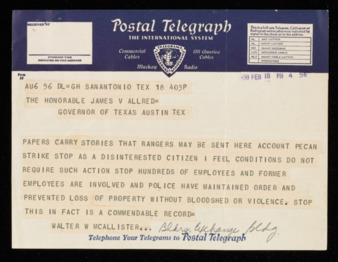 Postal Telegraph
THE INTERNATIONAL SYSTEM
Commercial Cables
All America Cables
Mackay Radio
AU6 56 DL=GH SANANTONIO TEX 18 403P
THE HONORABLE JAMES V ALLRED=
GOVERNOR OF TEXAS AUSTIN TEX
PAPERS CARRY STORIES THAT RANGERS MAY BE SENT HERE ACCOUNT PECAN
STRIKE STOP AS A DISINTERESTED CITIZEN I FEEL CONDITIONS DO NOT
REQUIRE SUCH ACTION STOP HUNDREDS OF EMPLOYEES AND FORMER
EMPLOYEES ARE INVOLVED AND POLICE HAVE MAINTAINED ORDER AND
PREVENTED LOSS OF PROPERTY WITHOUT BLOODSHED OR VIOLENCE. STOP
THIS IN FACT IS A COMMENDABLE RECORD=
WALTER W MCALLISTER... Bldrs Exchange Bldg.
Telephone Your Telegrams to Postal Telegraph